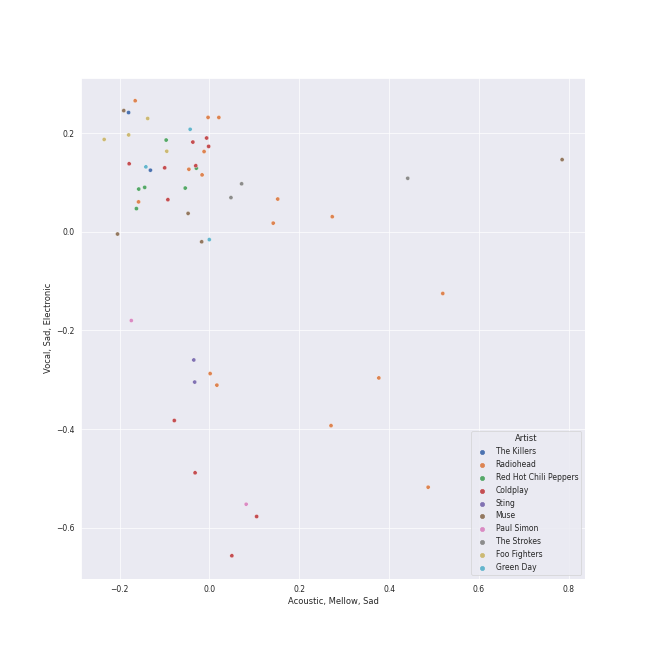 0.2
0.0
−0.2
−0.4
−0.6
Vocal, Sad, Electronic
−0.2
0.0
0.2
0.4
0.6
0.8
Acoustic, Mellow, Sad
Artist
The Killers
Radiohead
Red Hot Chili Peppers
Coldplay
Sting
Muse
Paul Simon
The Strokes
Foo Fighters
Green Day